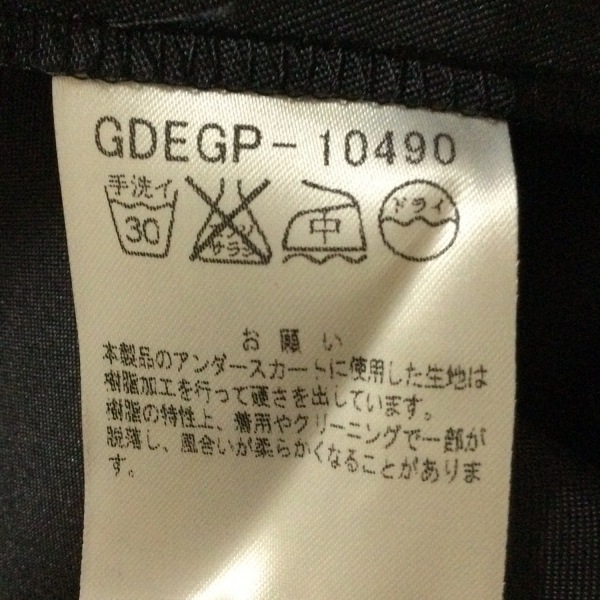 GDEGP-10490
手洗イ エンソ 中 ドライ
30 サラシ
お願い
本製品のアンダースカートに使用した生地は
樹脂加工を行って硬さを出しています。
樹脂の特性上、着用やクリーニングで一部が
脱落し、風合いが柔らかくなることがありま
す。